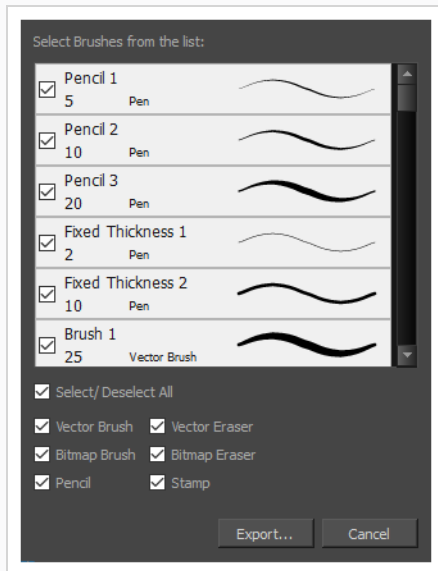 Select Brushes from the list:
Pencil 1
5 Pen
Pencil 2
10 Pen
Pencil 3
20 Pen
Fixed Thickness 1
2 Pen
Fixed Thickness 2
10 Pen
Brush 1
25 Vector Brush
Select/Deselect All
Vector Brush Vector Eraser
Bitmap Brush Bitmap Eraser
Pencil Stamp
Export... Cancel